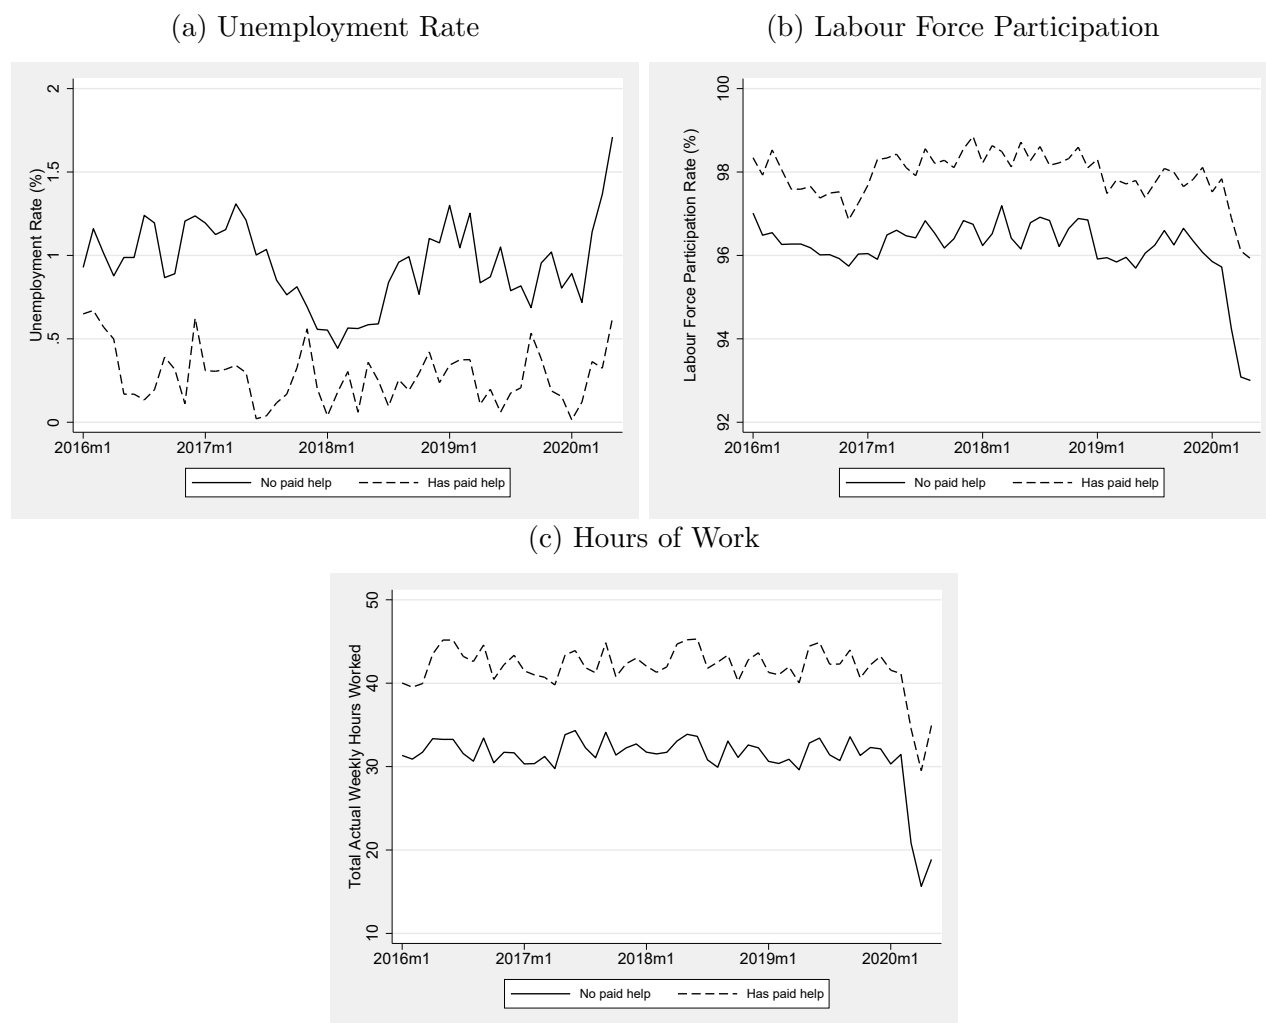 (a) Unemployment Rate
Unemployment Rate (%)
2
1.5
1
.5
0
2016m1 2017m1 2018m1 2019m1 2020m1
No paid help Has paid help
(b) Labour Force Participation
Labour Force Participation Rate (%)
100
98
96
94
92
2016m1 2017m1 2018m1 2019m1 2020m1
No paid help Has paid help
(c) Hours of Work
Total Actual Weekly Hours Worked
50
40
30
20
10
2016m1 2017m1 2018m1 2019m1 2020m1
No paid help Has paid help